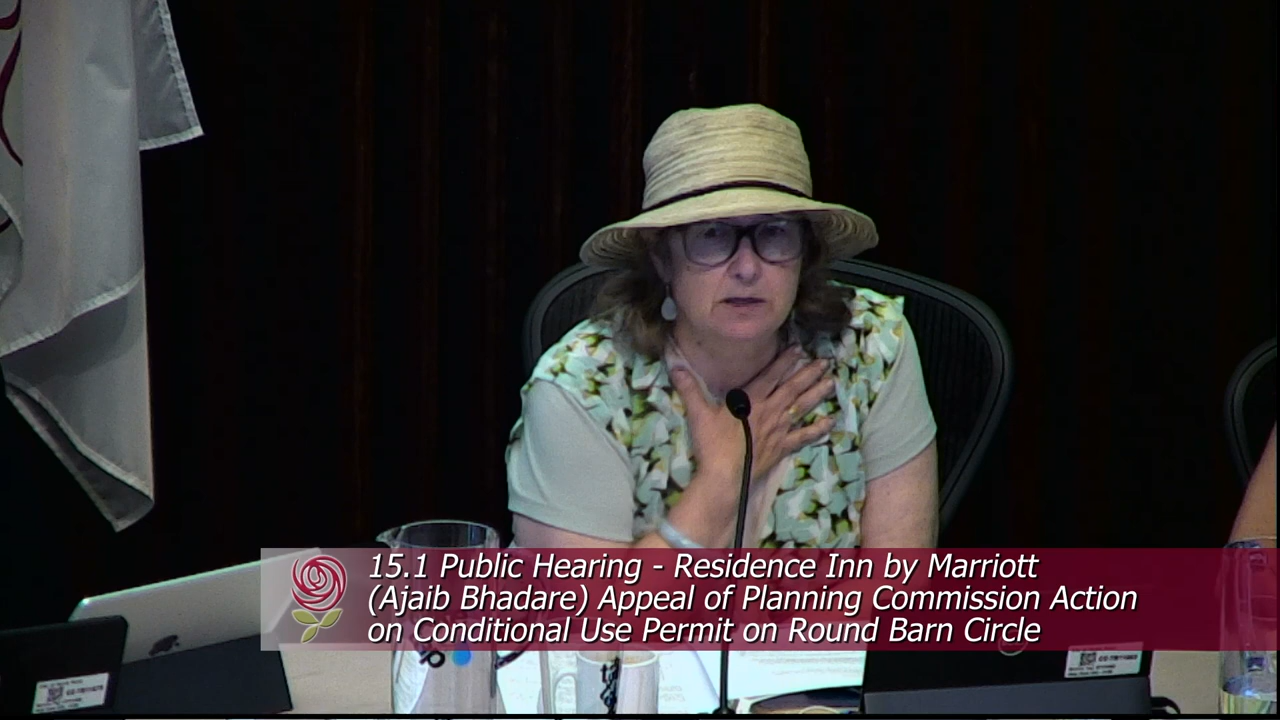 15.1 Public Hearing - Residence Inn by Marriott
(Ajaib Bhadare) Appeal of Planning Commission Action
on Conditional Use Permit on Round Barn Circle